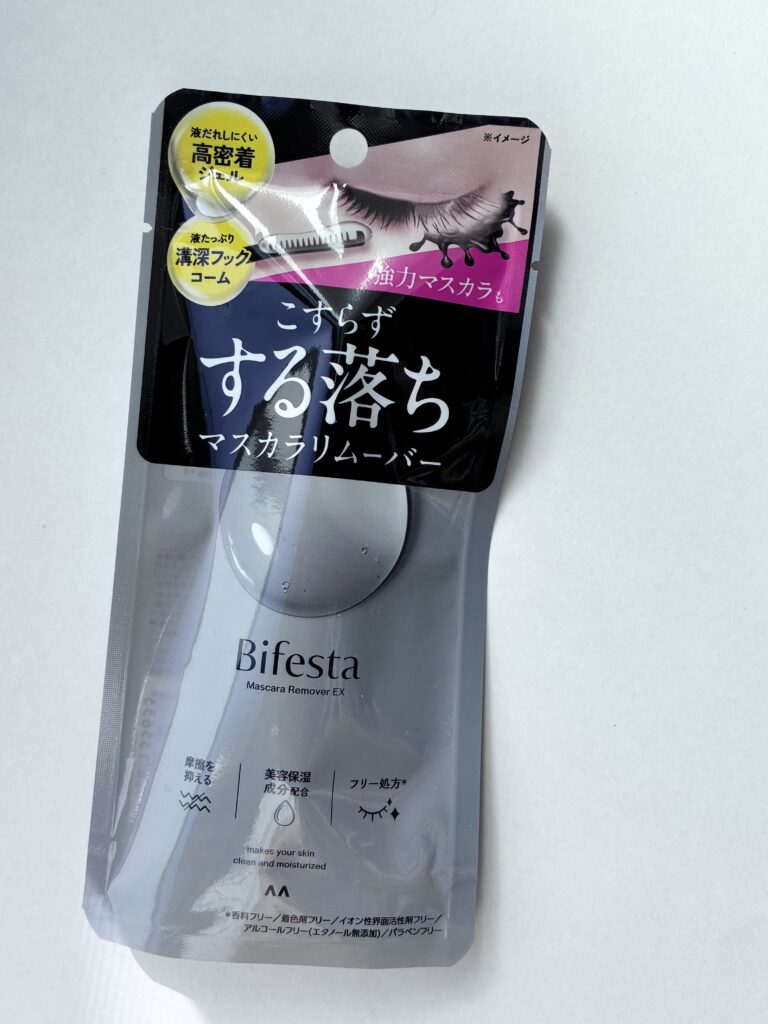 液だれしにくい
高密着
ジェル
※イメージ
液たっぷり
溝深フック
コーム
強力マスカラも
こすらず
する落ち
マスカラリムーバー
Bifesta
Mascara Remover EX
摩擦を
抑える
美容保湿
成分配合
フリー処方*
makes your skin
clean and moisturized
*香料フリー/着色剤フリー/イオン性界面活性剤フリー/
アルコールフリー(エタノール無添加)/パラベンフリー